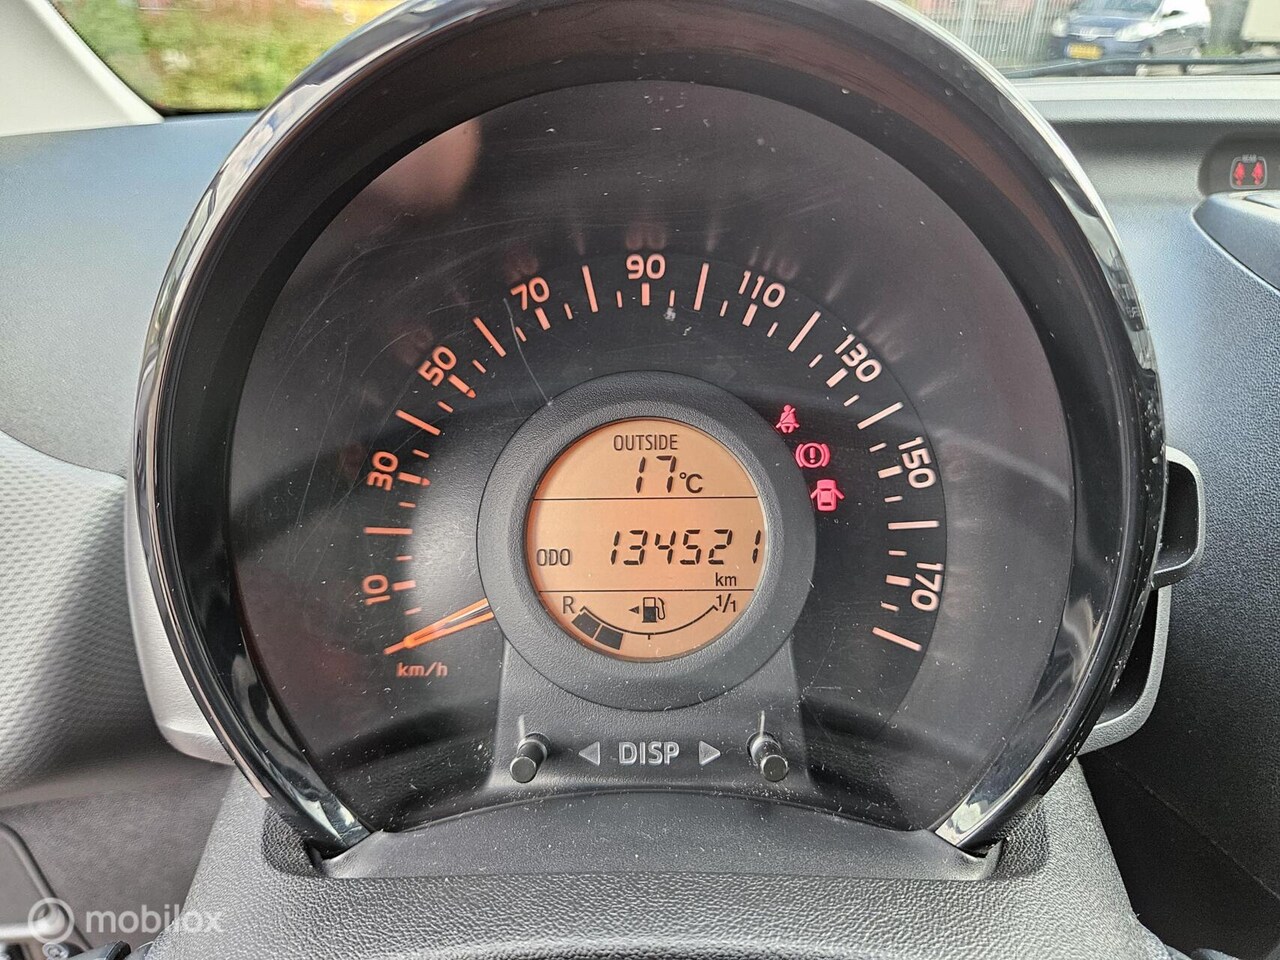 REAR
90
70
110
50
130
30
150
10
170
km/h
OUTSIDE
17°C
ODO 134521
km
R 1/1
DISP
mobilox